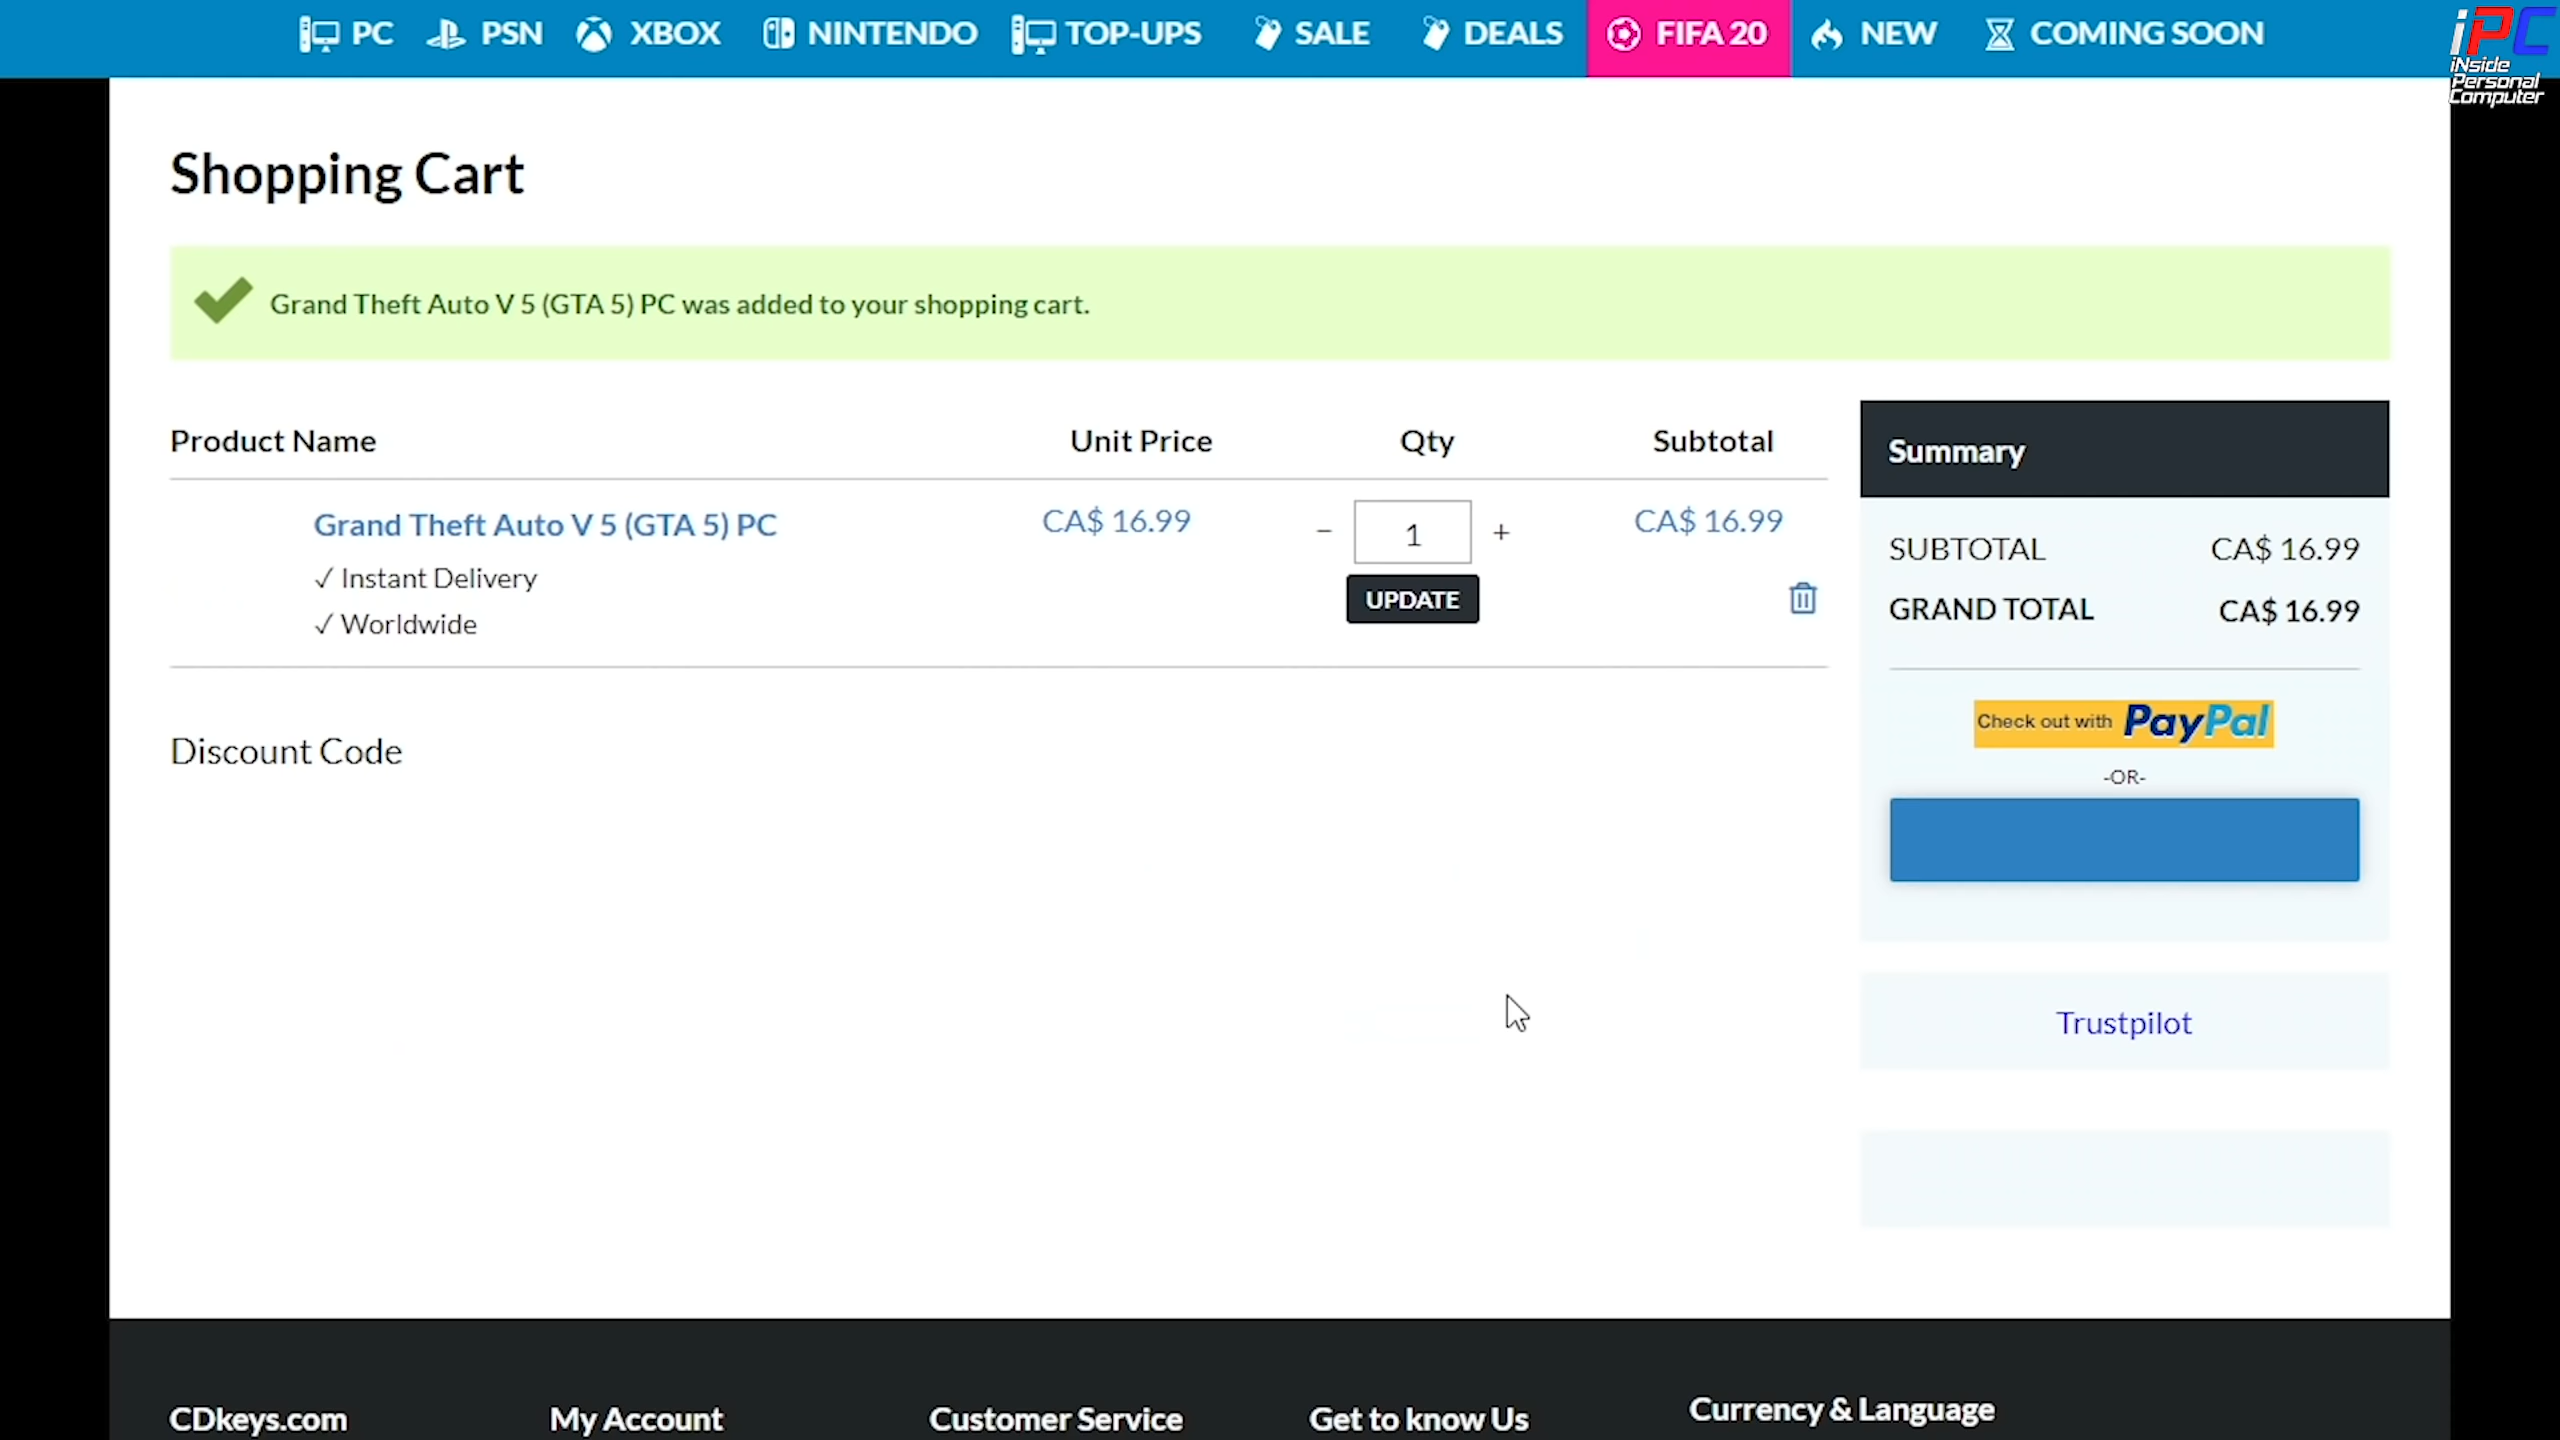 PC PSN XBOX NINTENDO TOP-UPS SALE DEALS FIFA 20 NEW COMING SOON
iPC
iNside
Personal
Computer
Shopping Cart
Grand Theft Auto V 5 (GTA 5) PC was added to your shopping cart.
Product Name Unit Price Qty Subtotal
Grand Theft Auto V 5 (GTA 5) PC CA$ 16.99 − 1 + CA$ 16.99
✓ Instant Delivery
UPDATE
✓ Worldwide
Discount Code
Summary
SUBTOTAL CA$ 16.99
GRAND TOTAL CA$ 16.99
Check out with PayPal
-OR-
Trustpilot
CDkeys.com My Account Customer Service Get to know Us Currency & Language